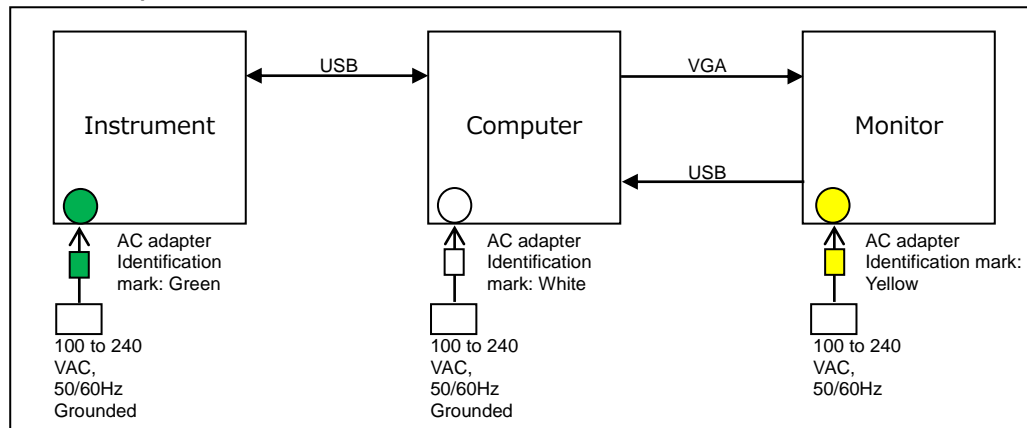 USB
VGA
Instrument
Computer
Monitor
USB
AC adapter
Identification
mark: Green
AC adapter
Identification
mark: White
AC adapter
Identification mark:
Yellow
100 to 240
VAC,
50/60Hz
Grounded
100 to 240
VAC,
50/60Hz
Grounded
100 to 240
VAC,
50/60Hz